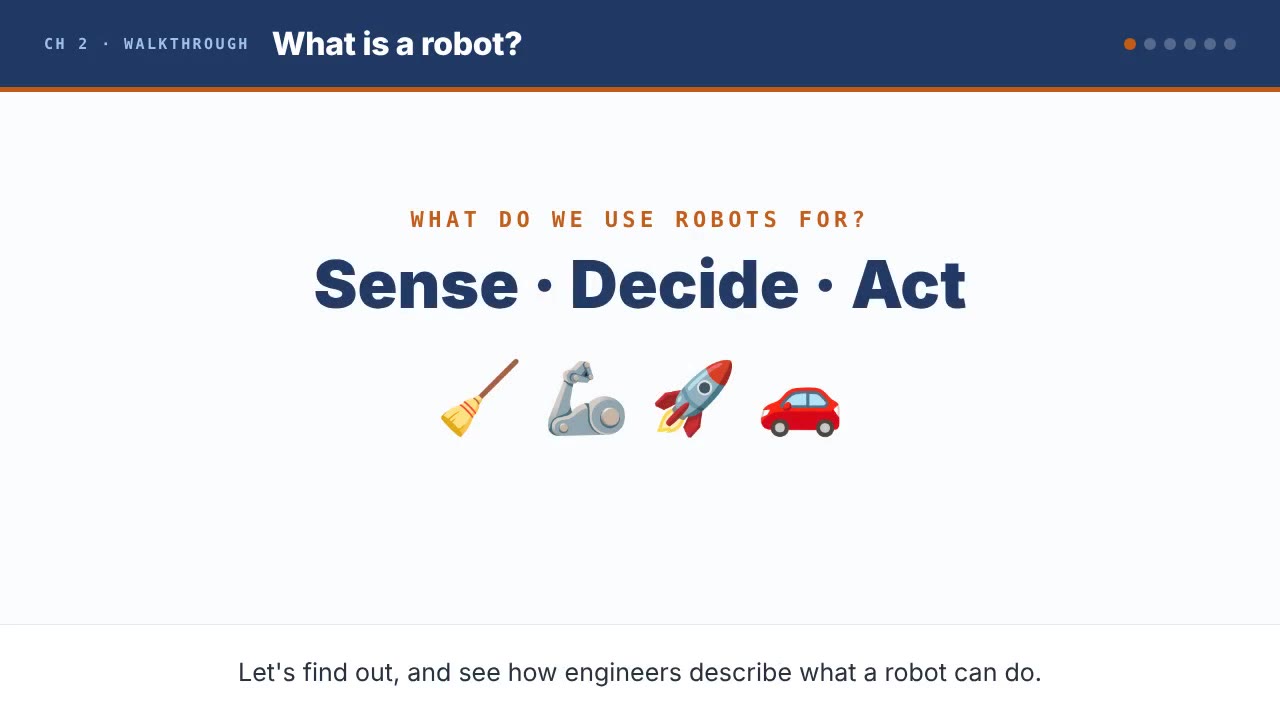 CH 2 · WALKTHROUGH
What is a robot?
WHAT DO WE USE ROBOTS FOR?
Sense · Decide · Act
Let's find out, and see how engineers describe what a robot can do.